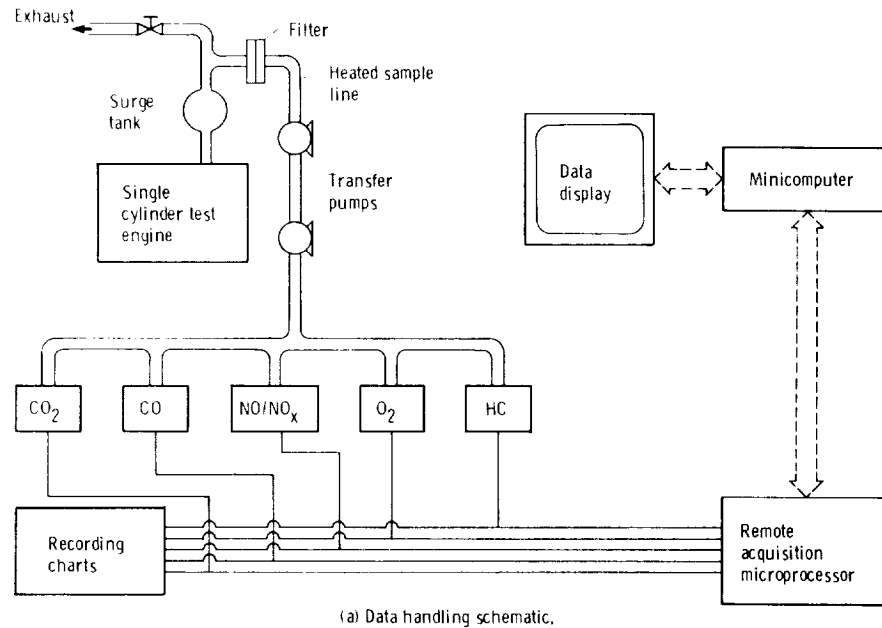 Exhaust
Filter
Heated sample
line
Surge
tank
Single
cylinder test
engine
Transfer
pumps
Data
display
Minicomputer
CO2
CO
NO/NOx
O2
HC
Recording
charts
Remote
acquisition
microprocessor
(a) Data handling schematic.